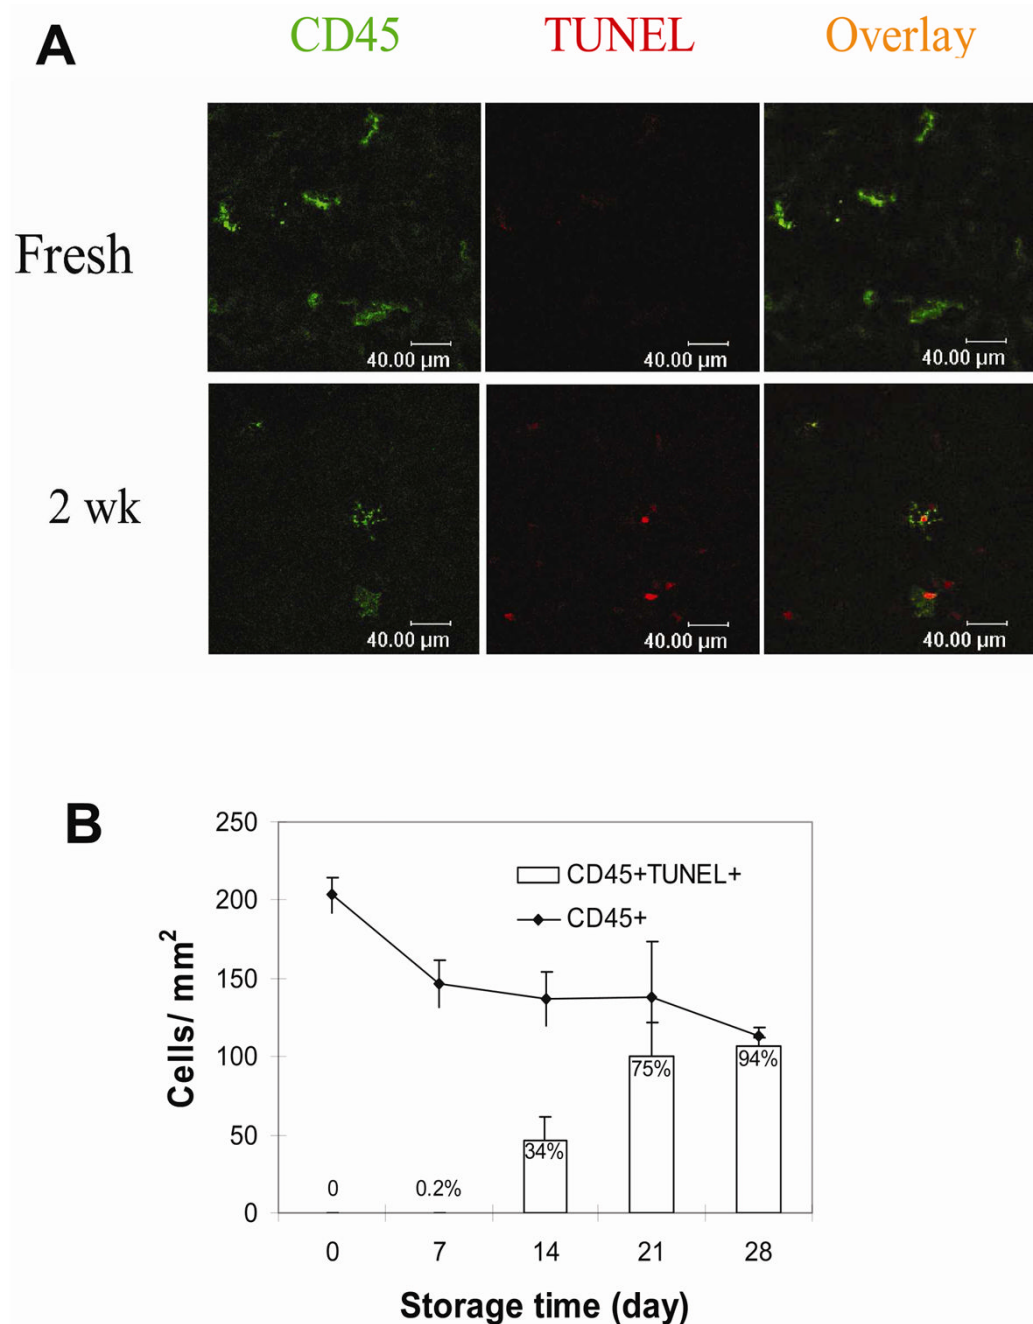 A
CD45 TUNEL Overlay
Fresh
40.00 µm 40.00 µm 40.00 µm
2 wk
40.00 µm 40.00 µm 40.00 µm
B
250
200
150
100
50
0
Cells/ mm²
CD45+TUNEL+
CD45+
0 0.2% 34% 75% 94%
0 7 14 21 28
Storage time (day)